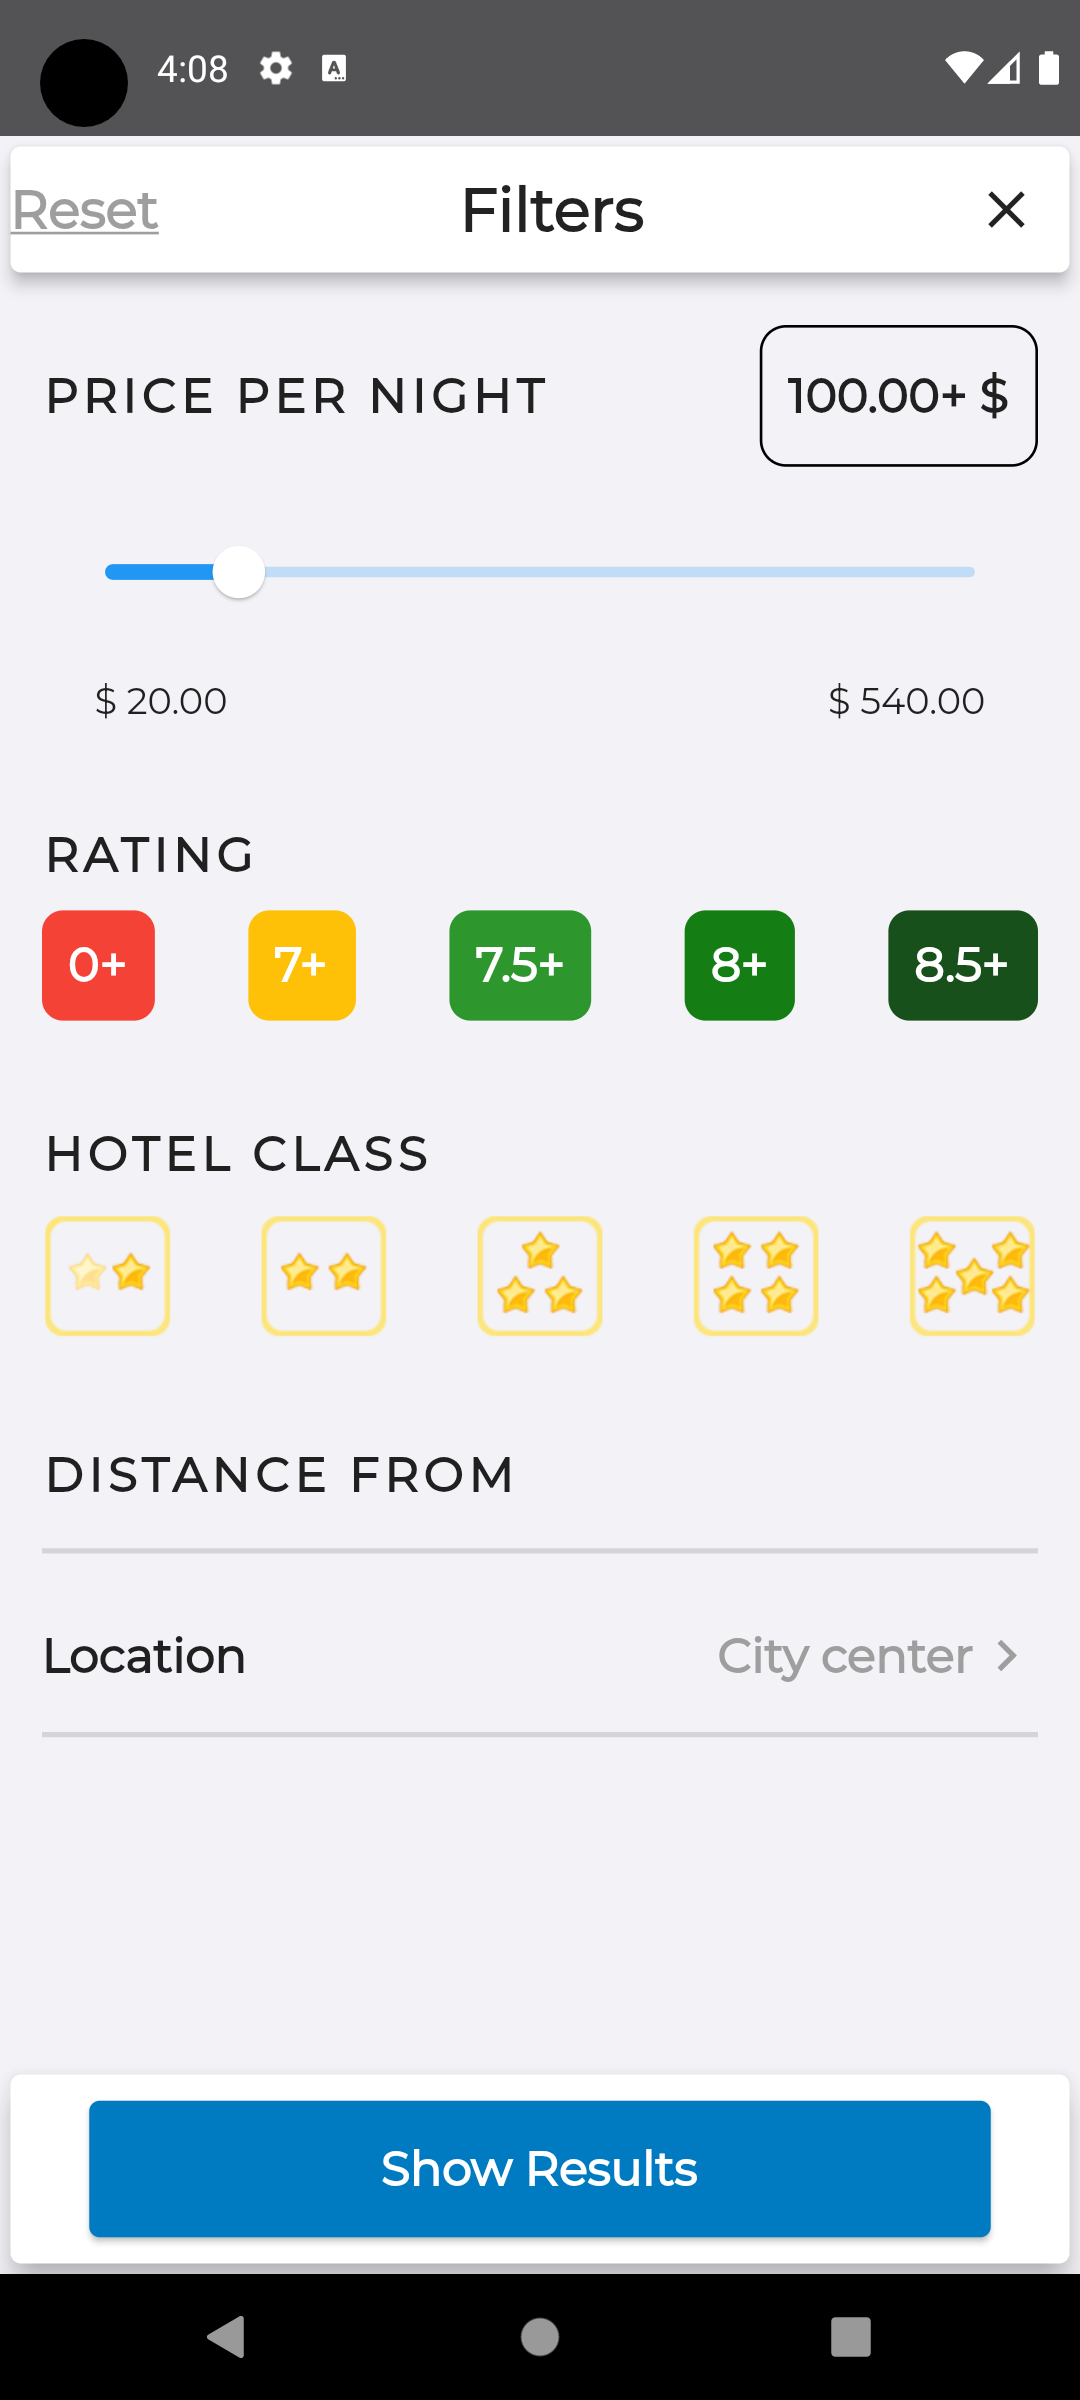 4:08
Reset
Filters
PRICE PER NIGHT
100.00+ $
$ 20.00
$ 540.00
RATING
0+
7+
7.5+
8+
8.5+
HOTEL CLASS
DISTANCE FROM
Location
City center
Show Results